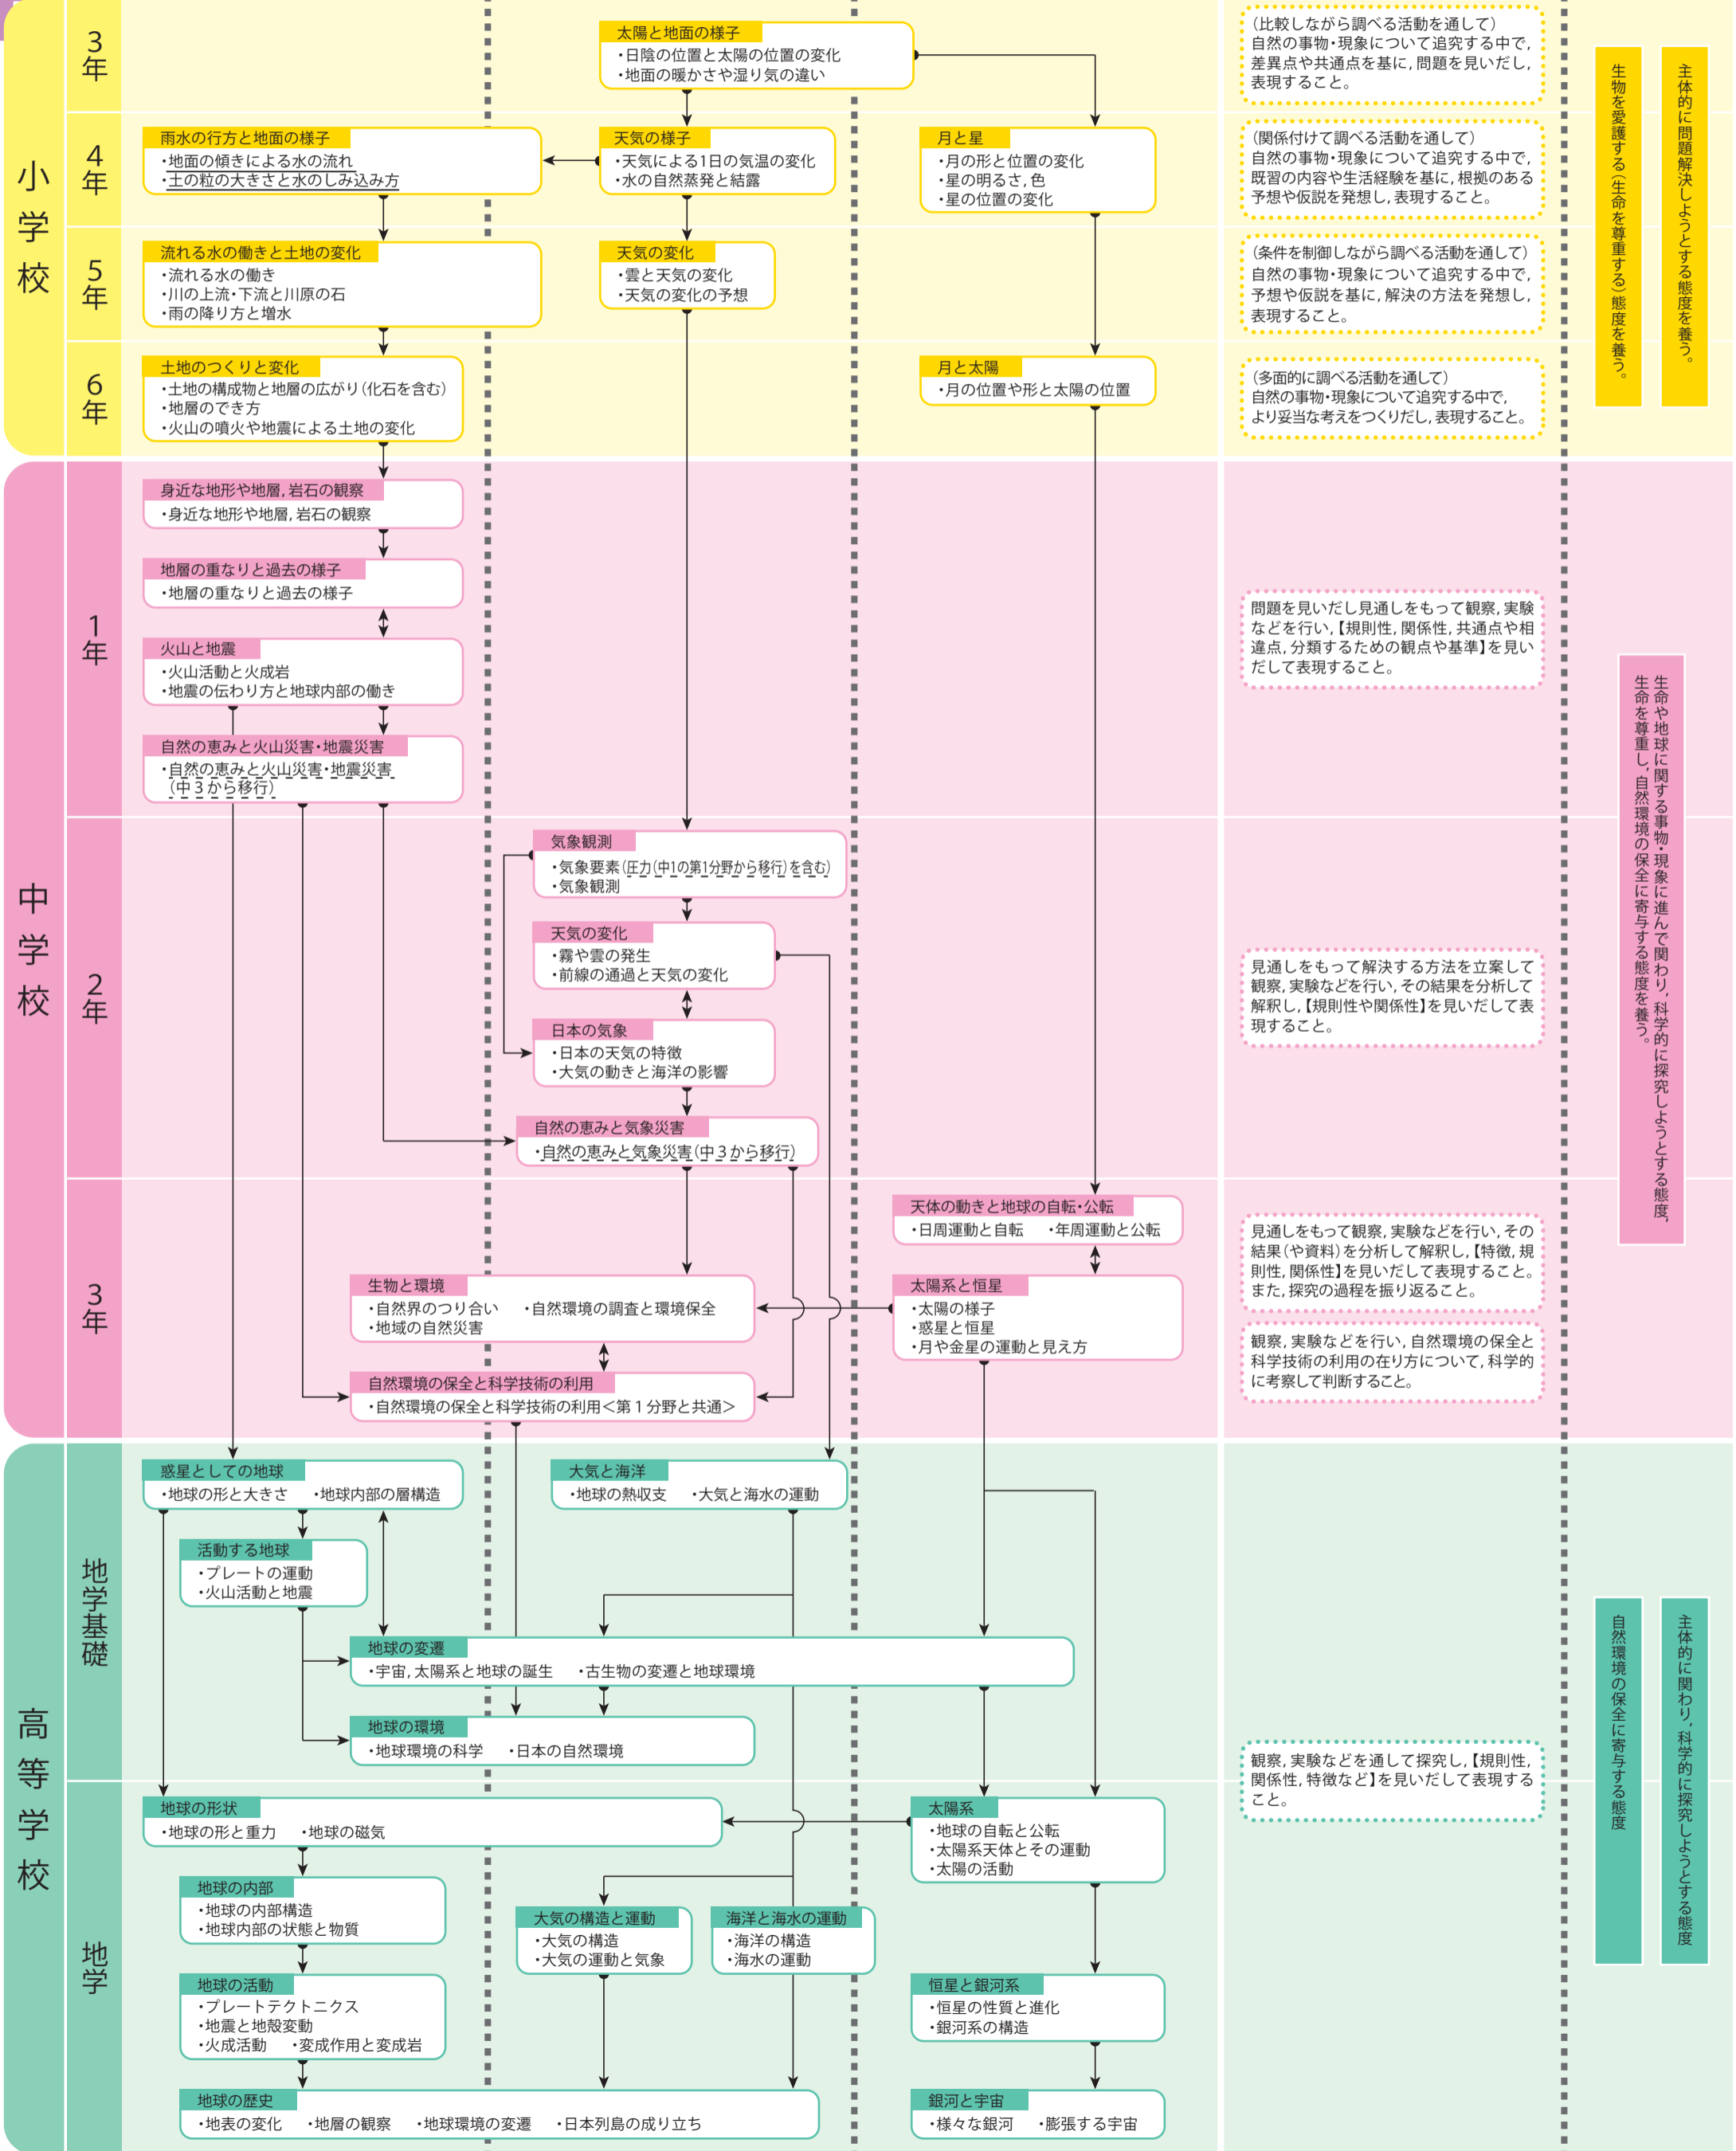 小学校
3年
太陽と地面の様子
・日陰の位置と太陽の位置の変化
・地面の暖かさや湿り気の違い
（比較しながら調べる活動を通して）
自然の事物・現象について追究する中で，
差異点や共通点を基に，問題を見いだし，
表現すること。
4年
雨水の行方と地面の様子
・地面の傾きによる水の流れ
・土の粒の大きさと水のしみ込み方
天気の様子
・天気による1日の気温の変化
・水の自然蒸発と結露
月と星
・月の形と位置の変化
・星の明るさ，色
・星の位置の変化
（関係付けて調べる活動を通して）
自然の事物・現象について追究する中で，
既習の内容や生活経験を基に，根拠のある
予想や仮説を発想し，表現すること。
5年
流れる水の働きと土地の変化
・流れる水の働き
・川の上流・下流と川原の石
・雨の降り方と増水
天気の変化
・雲と天気の変化
・天気の変化の予想
（条件を制御しながら調べる活動を通して）
自然の事物・現象について追究する中で，
予想や仮説を基に，解決の方法を発想し，
表現すること。
6年
土地のつくりと変化
・土地の構成物と地層の広がり（化石を含む）
・地層のでき方
・火山の噴火や地震による土地の変化
月と太陽
・月の位置や形と太陽の位置
（多面的に調べる活動を通して）
自然の事物・現象について追究する中で，
より妥当な考えをつくりだし，表現すること。
主体的に問題解決しようとする態度を養う。
生物を愛護する（生命を尊重する）態度を養う。
中学校
1年
身近な地形や地層，岩石の観察
・身近な地形や地層，岩石の観察
地層の重なりと過去の様子
・地層の重なりと過去の様子
火山と地震
・火山活動と火成岩
・地震の伝わり方と地球内部の働き
自然の恵みと火山災害・地震災害
・自然の恵みと火山災害・地震災害
（中３から移行）
問題を見いだし見通しをもって観察，実験
などを行い，【規則性，関係性，共通点や相
違点，分類するための観点や基準】を見い
だして表現すること。
2年
気象観測
・気象要素（圧力（中1の第1分野から移行）を含む）
・気象観測
天気の変化
・霧や雲の発生
・前線の通過と天気の変化
日本の気象
・日本の天気の特徴
・大気の動きと海洋の影響
自然の恵みと気象災害
・自然の恵みと気象災害（中３から移行）
見通しをもって解決する方法を立案して
観察，実験などを行い，その結果を分析して
解釈し，【規則性や関係性】を見いだして表
現すること。
3年
天体の動きと地球の自転・公転
・日周運動と自転　・年周運動と公転
生物と環境
・自然界のつり合い　・自然環境の調査と環境保全
・地域の自然災害
太陽系と恒星
・太陽の様子
・惑星と恒星
・月や金星の運動と見え方
自然環境の保全と科学技術の利用
・自然環境の保全と科学技術の利用＜第１分野と共通＞
見通しをもって観察，実験などを行い，その
結果（や資料）を分析して解釈し，【特徴，規
則性，関係性】を見いだして表現すること。
また，探究の過程を振り返ること。
観察，実験などを行い，自然環境の保全と
科学技術の利用の在り方について，科学的
に考察して判断すること。
生命や地球に関する事物・現象に進んで関わり，科学的に探究しようとする態度，
生命を尊重し，自然環境の保全に寄与する態度を養う。
高等学校
地学基礎
惑星としての地球
・地球の形と大きさ　・地球内部の層構造
大気と海洋
・地球の熱収支　・大気と海水の運動
活動する地球
・プレートの運動
・火山活動と地震
地球の変遷
・宇宙，太陽系と地球の誕生　・古生物の変遷と地球環境
地球の環境
・地球環境の科学　・日本の自然環境
観察，実験などを通して探究し，【規則性，
関係性，特徴など】を見いだして表現する
こと。
主体的に関わり，科学的に探究しようとする態度
自然環境の保全に寄与する態度
地学
地球の形状
・地球の形と重力　・地球の磁気
太陽系
・地球の自転と公転
・太陽系天体とその運動
・太陽の活動
地球の内部
・地球の内部構造
・地球内部の状態と物質
大気の構造と運動
・大気の構造
・大気の運動と気象
海洋と海水の運動
・海洋の構造
・海水の運動
地球の活動
・プレートテクトニクス
・地震と地殻変動
・火成活動　・変成作用と変成岩
恒星と銀河系
・恒星の性質と進化
・銀河系の構造
地球の歴史
・地表の変化　・地層の観察　・地球環境の変遷　・日本列島の成り立ち
銀河と宇宙
・様々な銀河　・膨張する宇宙